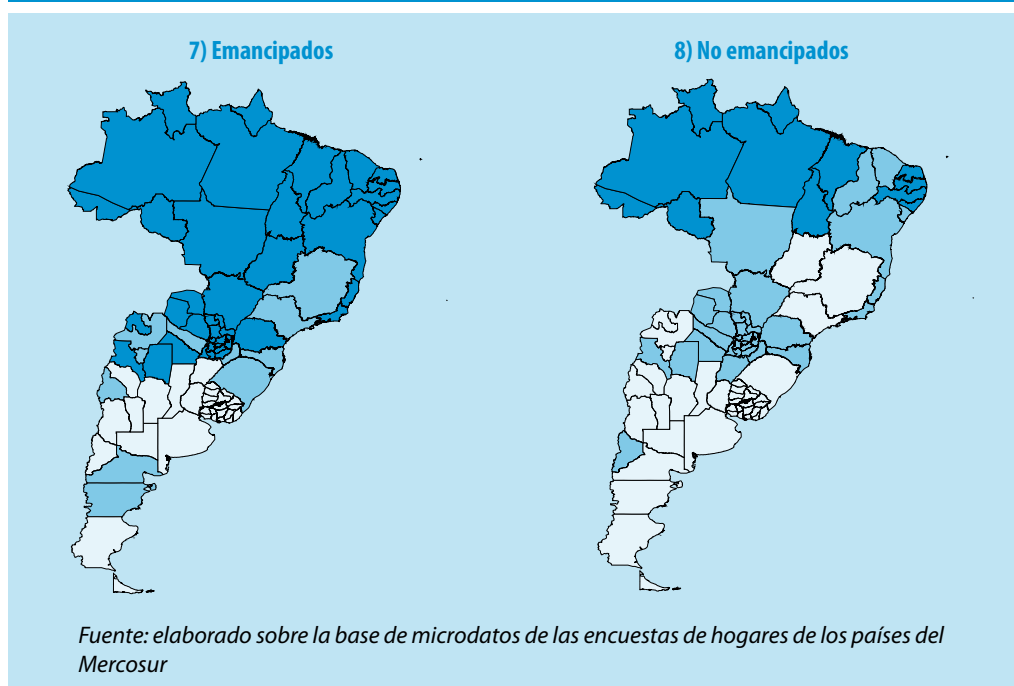 7) Emancipados
8) No emancipados
Fuente: elaborado sobre la base de microdatos de las encuestas de hogares de los países del
Mercosur